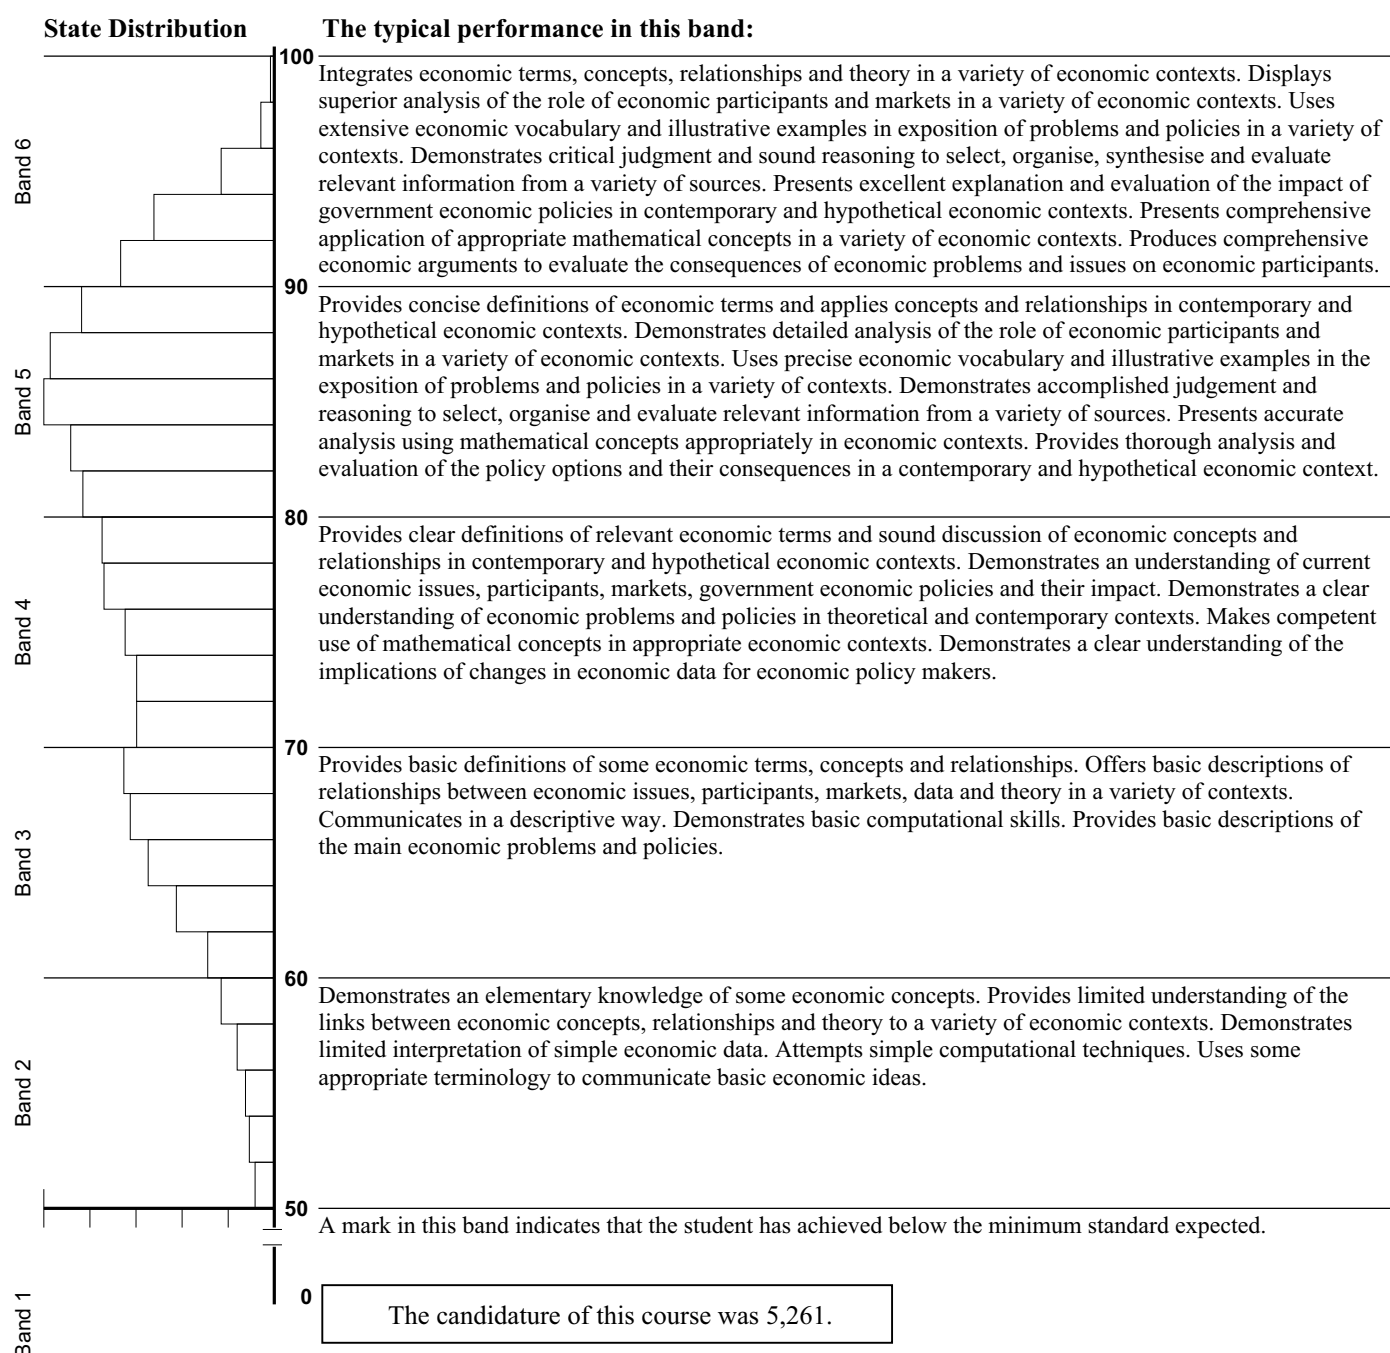 State Distribution
The typical performance in this band:
100
Band 6
Integrates economic terms, concepts, relationships and theory in a variety of economic contexts. Displays
superior analysis of the role of economic participants and markets in a variety of economic contexts. Uses
extensive economic vocabulary and illustrative examples in exposition of problems and policies in a variety of
contexts. Demonstrates critical judgment and sound reasoning to select, organise, synthesise and evaluate
relevant information from a variety of sources. Presents excellent explanation and evaluation of the impact of
government economic policies in contemporary and hypothetical economic contexts. Presents comprehensive
application of appropriate mathematical concepts in a variety of economic contexts. Produces comprehensive
economic arguments to evaluate the consequences of economic problems and issues on economic participants.
90
Band 5
Provides concise definitions of economic terms and applies concepts and relationships in contemporary and
hypothetical economic contexts. Demonstrates detailed analysis of the role of economic participants and
markets in a variety of economic contexts. Uses precise economic vocabulary and illustrative examples in the
exposition of problems and policies in a variety of contexts. Demonstrates accomplished judgement and
reasoning to select, organise and evaluate relevant information from a variety of sources. Presents accurate
analysis using mathematical concepts appropriately in economic contexts. Provides thorough analysis and
evaluation of the policy options and their consequences in a contemporary and hypothetical economic context.
80
Band 4
Provides clear definitions of relevant economic terms and sound discussion of economic concepts and
relationships in contemporary and hypothetical economic contexts. Demonstrates an understanding of current
economic issues, participants, markets, government economic policies and their impact. Demonstrates a clear
understanding of economic problems and policies in theoretical and contemporary contexts. Makes competent
use of mathematical concepts in appropriate economic contexts. Demonstrates a clear understanding of the
implications of changes in economic data for economic policy makers.
70
Band 3
Provides basic definitions of some economic terms, concepts and relationships. Offers basic descriptions of
relationships between economic issues, participants, markets, data and theory in a variety of contexts.
Communicates in a descriptive way. Demonstrates basic computational skills. Provides basic descriptions of
the main economic problems and policies.
60
Band 2
Demonstrates an elementary knowledge of some economic concepts. Provides limited understanding of the
links between economic concepts, relationships and theory to a variety of economic contexts. Demonstrates
limited interpretation of simple economic data. Attempts simple computational techniques. Uses some
appropriate terminology to communicate basic economic ideas.
50
A mark in this band indicates that the student has achieved below the minimum standard expected.
Band 1
0
The candidature of this course was 5,261.